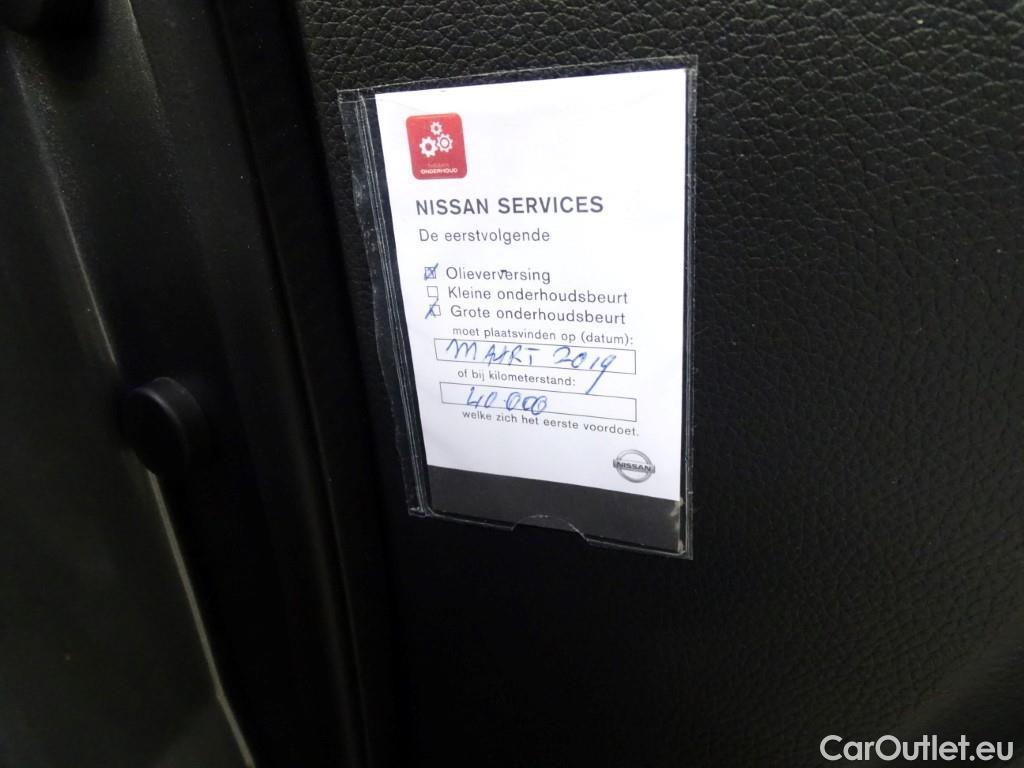 NISSAN
ONDERHOUD
NISSAN SERVICES
De eerstvolgende
Olieverversing
Kleine onderhoudsbeurt
Grote onderhoudsbeurt
moet plaatsvinden op (datum):
MAART 2019
of bij kilometerstand:
40.000
welke zich het eerste voordoet.
NISSAN
CarOutlet.eu